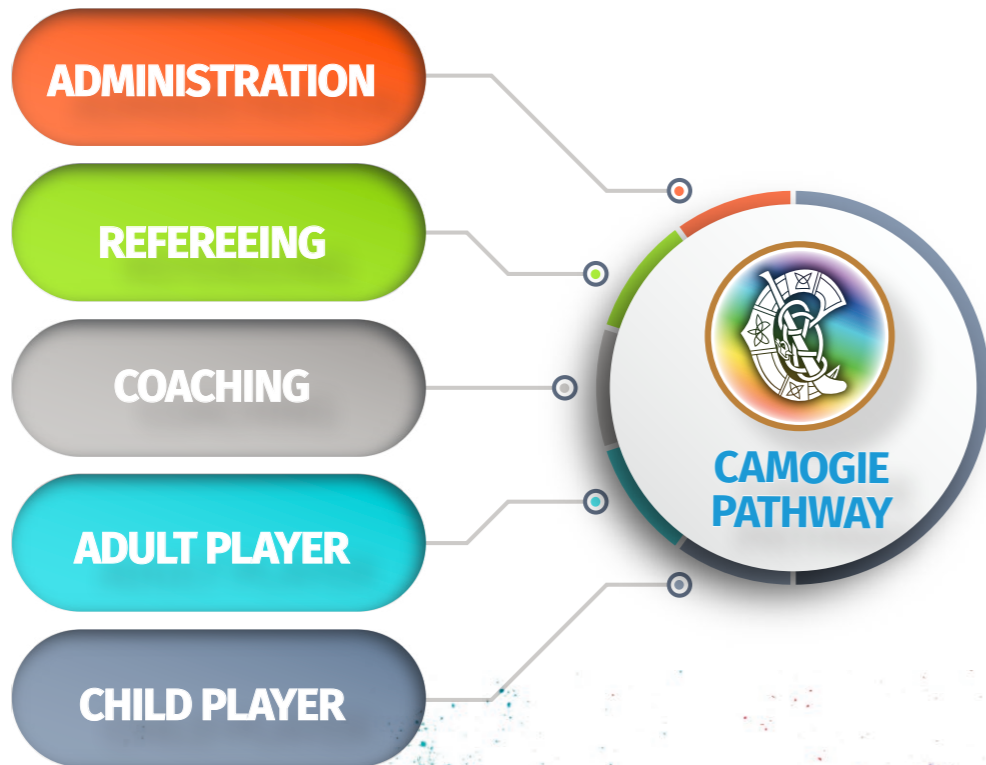 ADMINISTRATION
REFEREEING
COACHING
ADULT PLAYER
CHILD PLAYER
CAMOGIE
PATHWAY